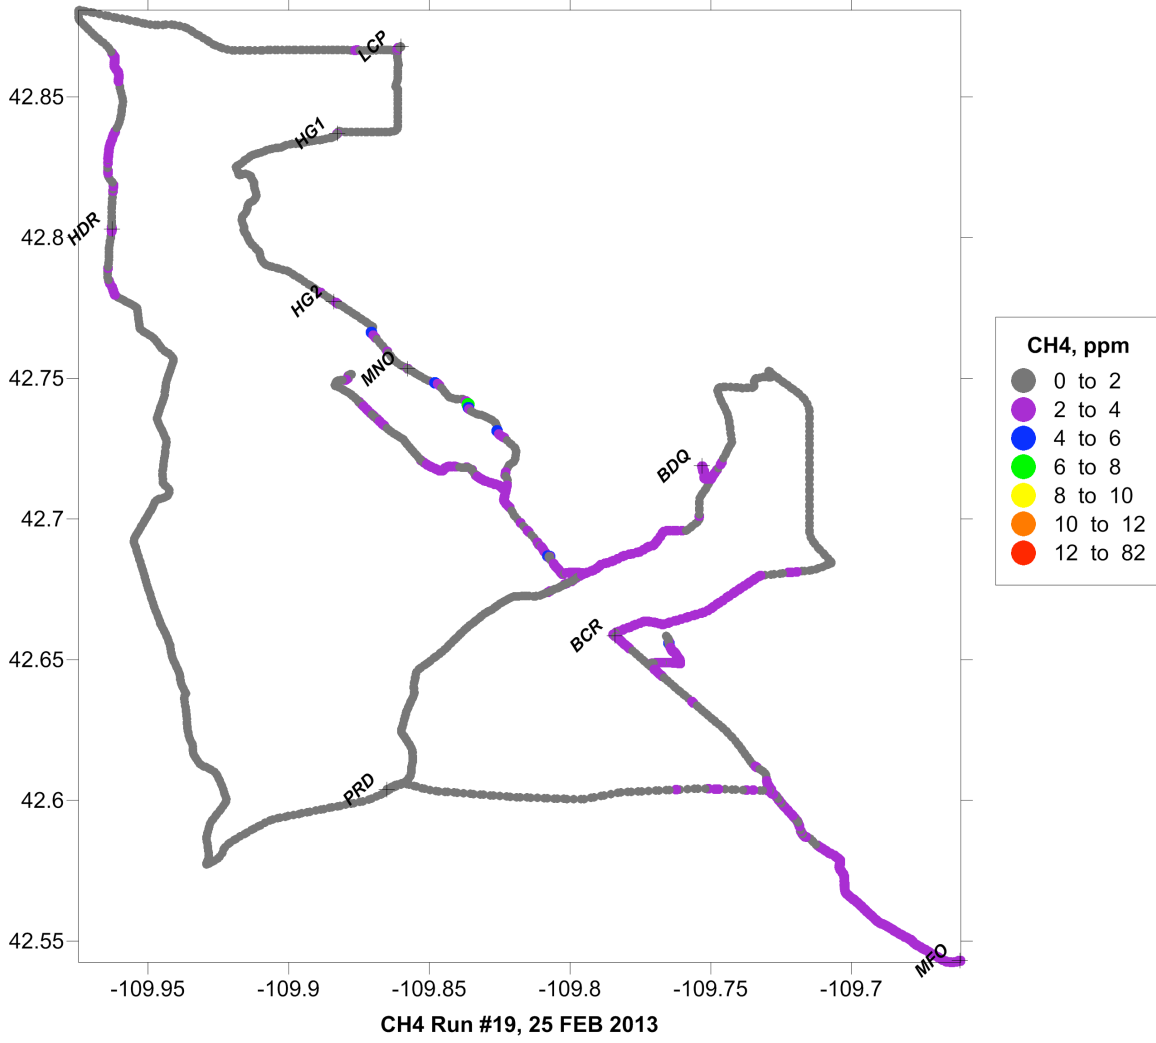 LCP
42.85
HG1
HDR
42.8
HG2
MNO
42.75
BDQ
42.7
BCR
42.65
PRD
42.6
MFO
42.55
-109.95 -109.9 -109.85 -109.8 -109.75 -109.7
CH4 Run #19, 25 FEB 2013
CH4, ppm
0 to 2
2 to 4
4 to 6
6 to 8
8 to 10
10 to 12
12 to 82